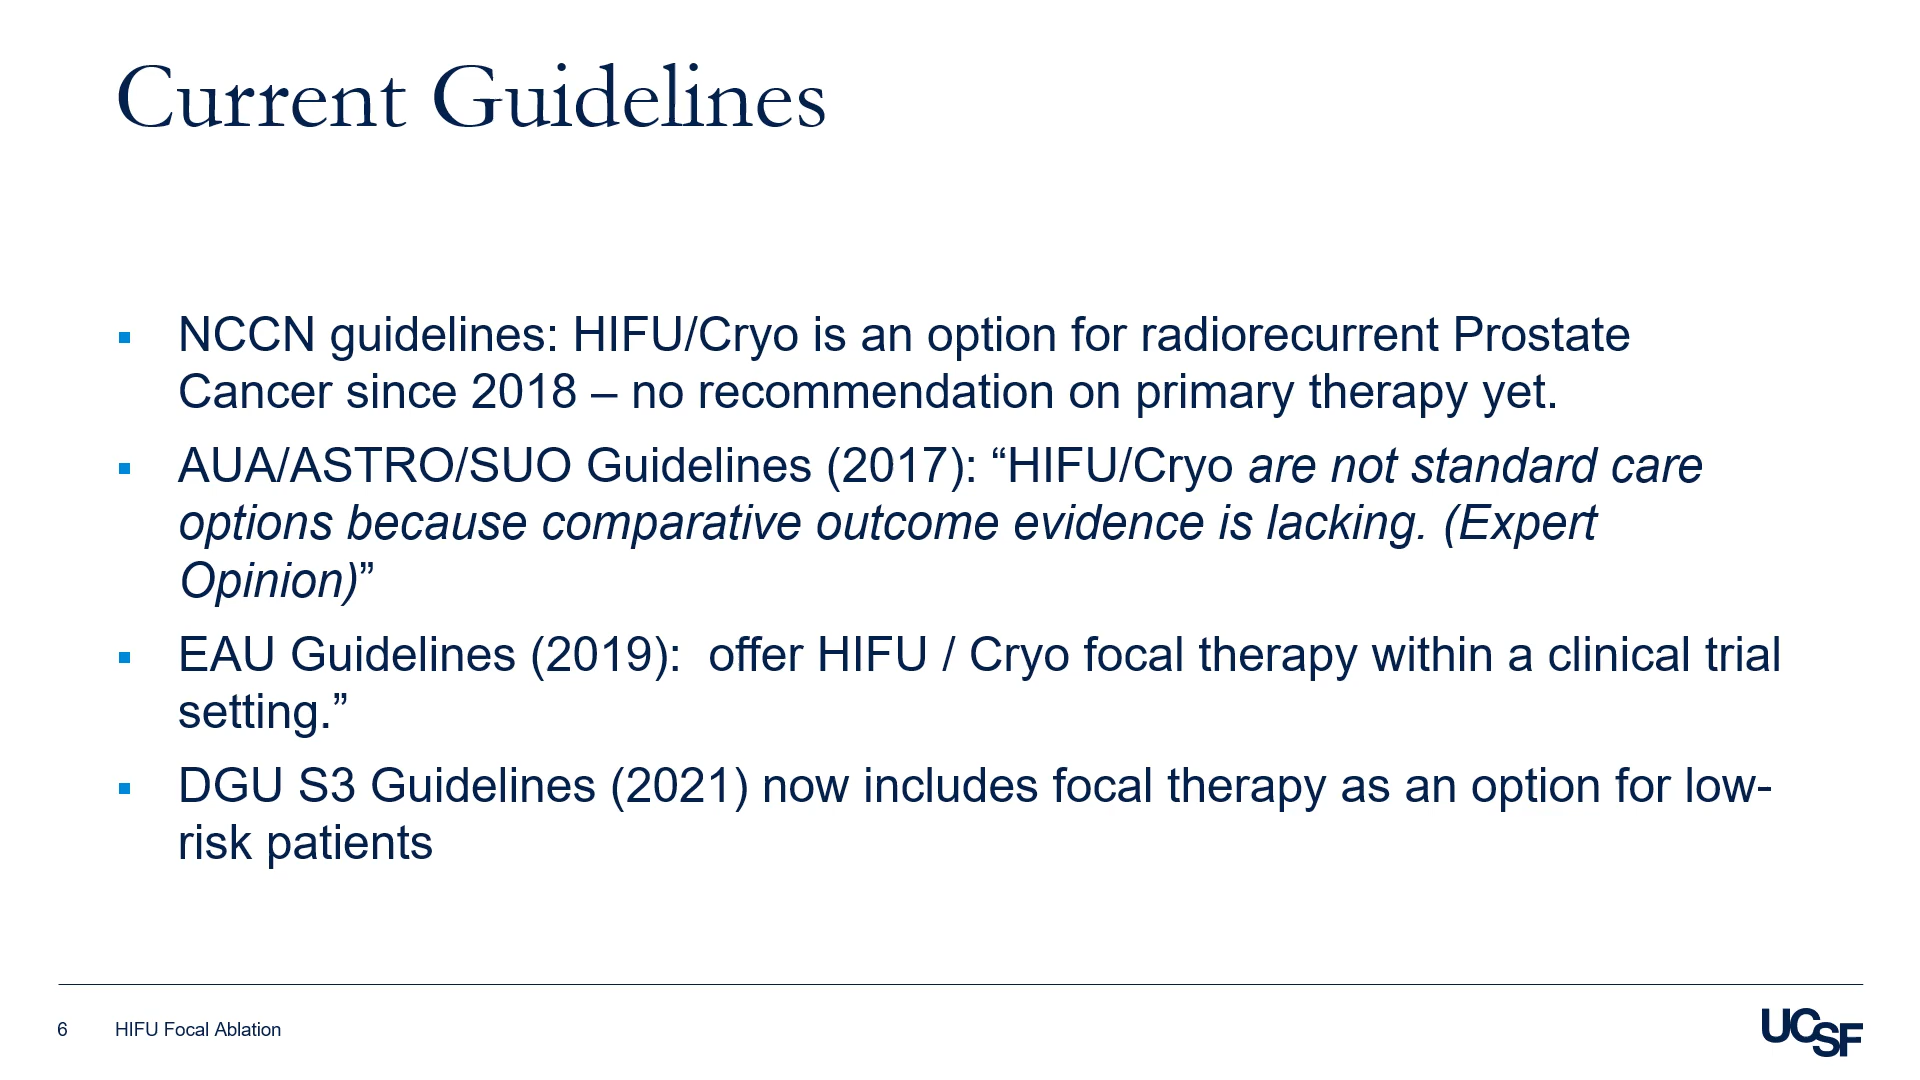 Current Guidelines
▪ NCCN guidelines: HIFU/Cryo is an option for radiorecurrent Prostate
Cancer since 2018 – no recommendation on primary therapy yet.
▪ AUA/ASTRO/SUO Guidelines (2017): “HIFU/Cryo are not standard care
options because comparative outcome evidence is lacking. (Expert
Opinion)”
▪ EAU Guidelines (2019):  offer HIFU / Cryo focal therapy within a clinical trial
setting.”
▪ DGU S3 Guidelines (2021) now includes focal therapy as an option for low-
risk patients
6 HIFU Focal Ablation
UCSF